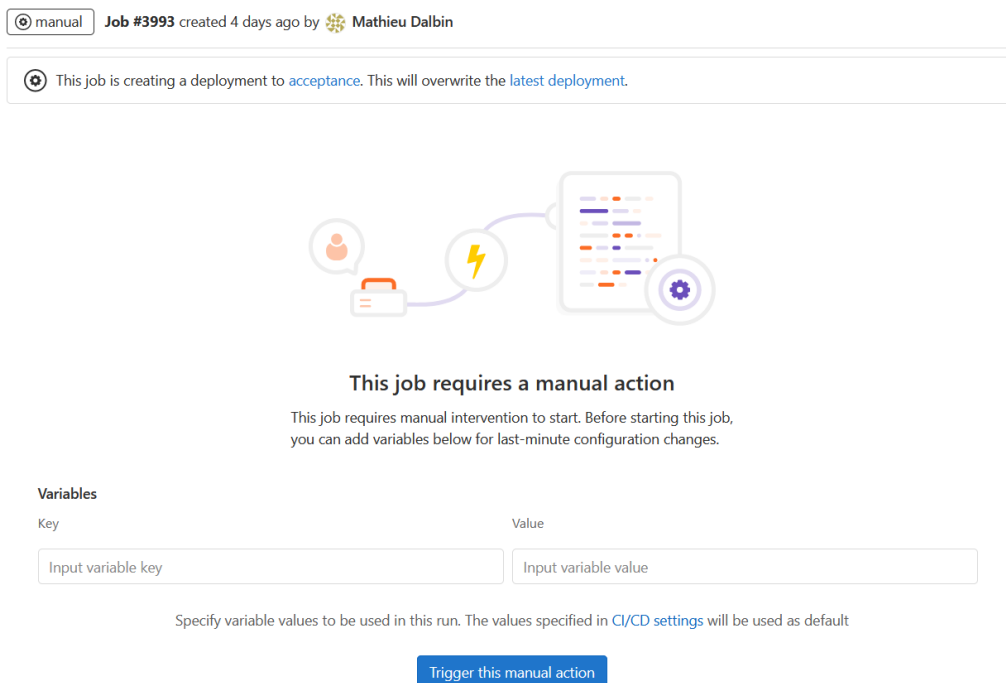 manual Job #3993 created 4 days ago by Mathieu Dalbin
This job is creating a deployment to acceptance. This will overwrite the latest deployment.
This job requires a manual action
This job requires manual intervention to start. Before starting this job,
you can add variables below for last-minute configuration changes.
Variables
Key Value
Input variable key Input variable value
Specify variable values to be used in this run. The values specified in CI/CD settings will be used as default
Trigger this manual action